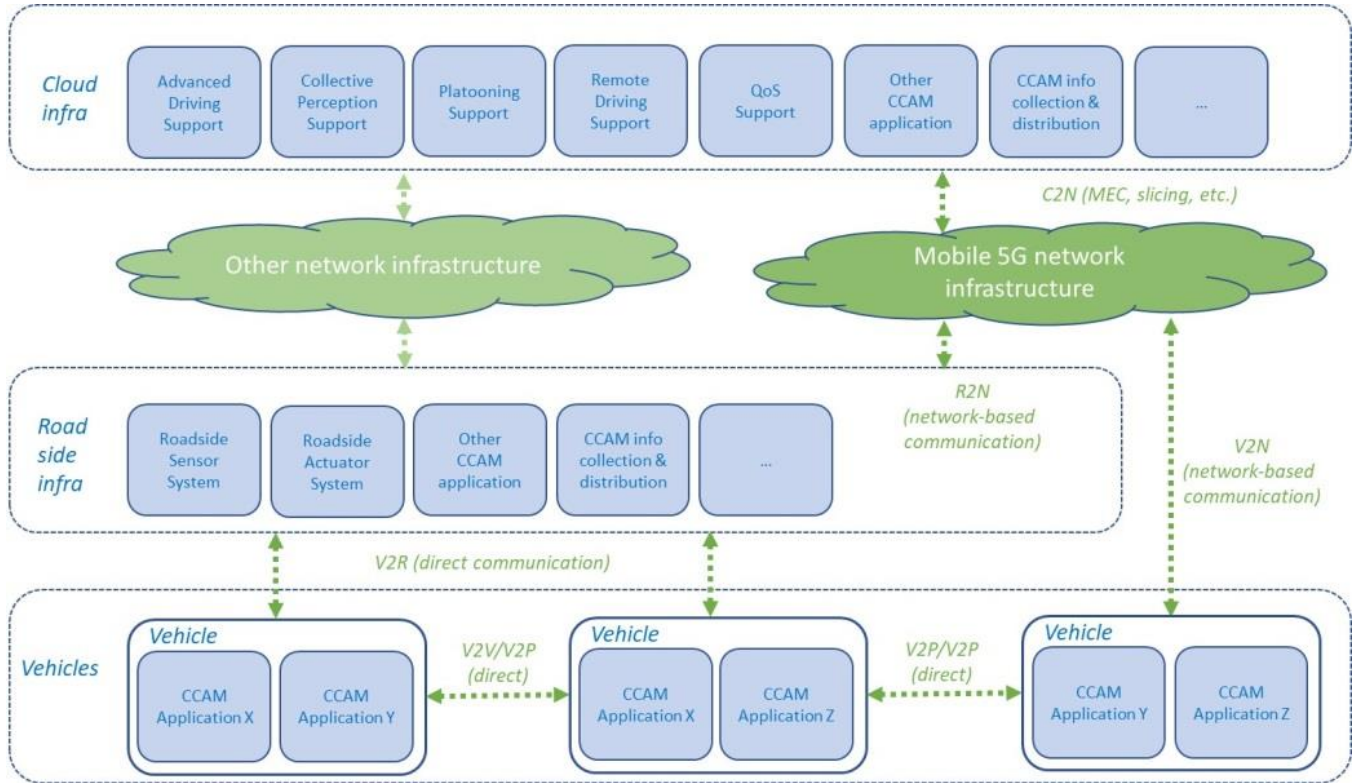 Cloud
infra
Advanced
Driving
Support
Collective
Perception
Support
Platooning
Support
Remote
Driving
Support
QoS
Support
Other
CCAM
application
CCAM info
collection &
distribution
...
C2N (MEC, slicing, etc.)
Other network infrastructure
Mobile 5G network
infrastructure
Road
side
infra
Roadside
Sensor
System
Roadside
Actuator
System
Other
CCAM
application
CCAM info
collection &
distribution
...
R2N
(network-based
communication)
V2N
(network-based
communication)
V2R (direct communication)
Vehicles
Vehicle
CCAM
Application X
CCAM
Application Y
V2V/V2P
(direct)
Vehicle
CCAM
Application X
CCAM
Application Z
V2P/V2P
(direct)
Vehicle
CCAM
Application Y
CCAM
Application Z